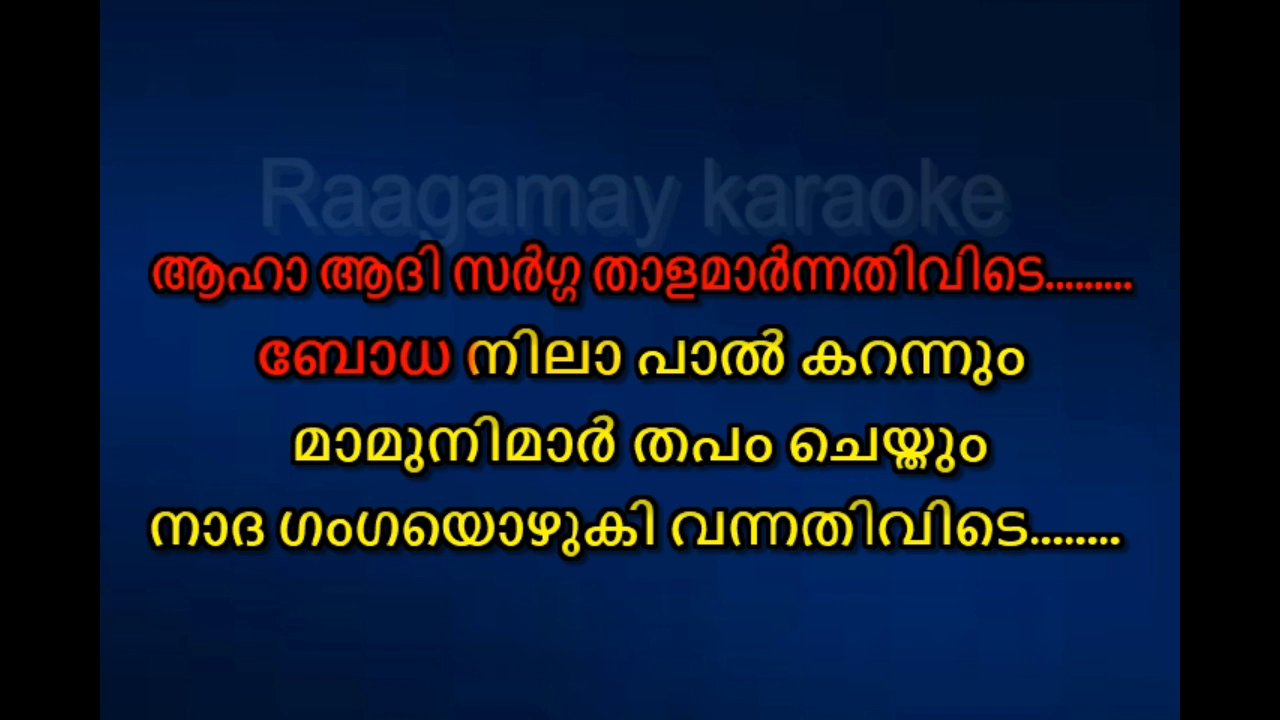 Raagamay karaoke
ആഹാ ആദി സർഗ്ഗ താളമാർന്നതിവിടെ.........
ബോധ നിലാ പാൽ കറന്നും
മാമുനിമാർ തപം ചെയ്തും
നാദ ഗംഗയൊഴുകി വന്നതിവിടെ........